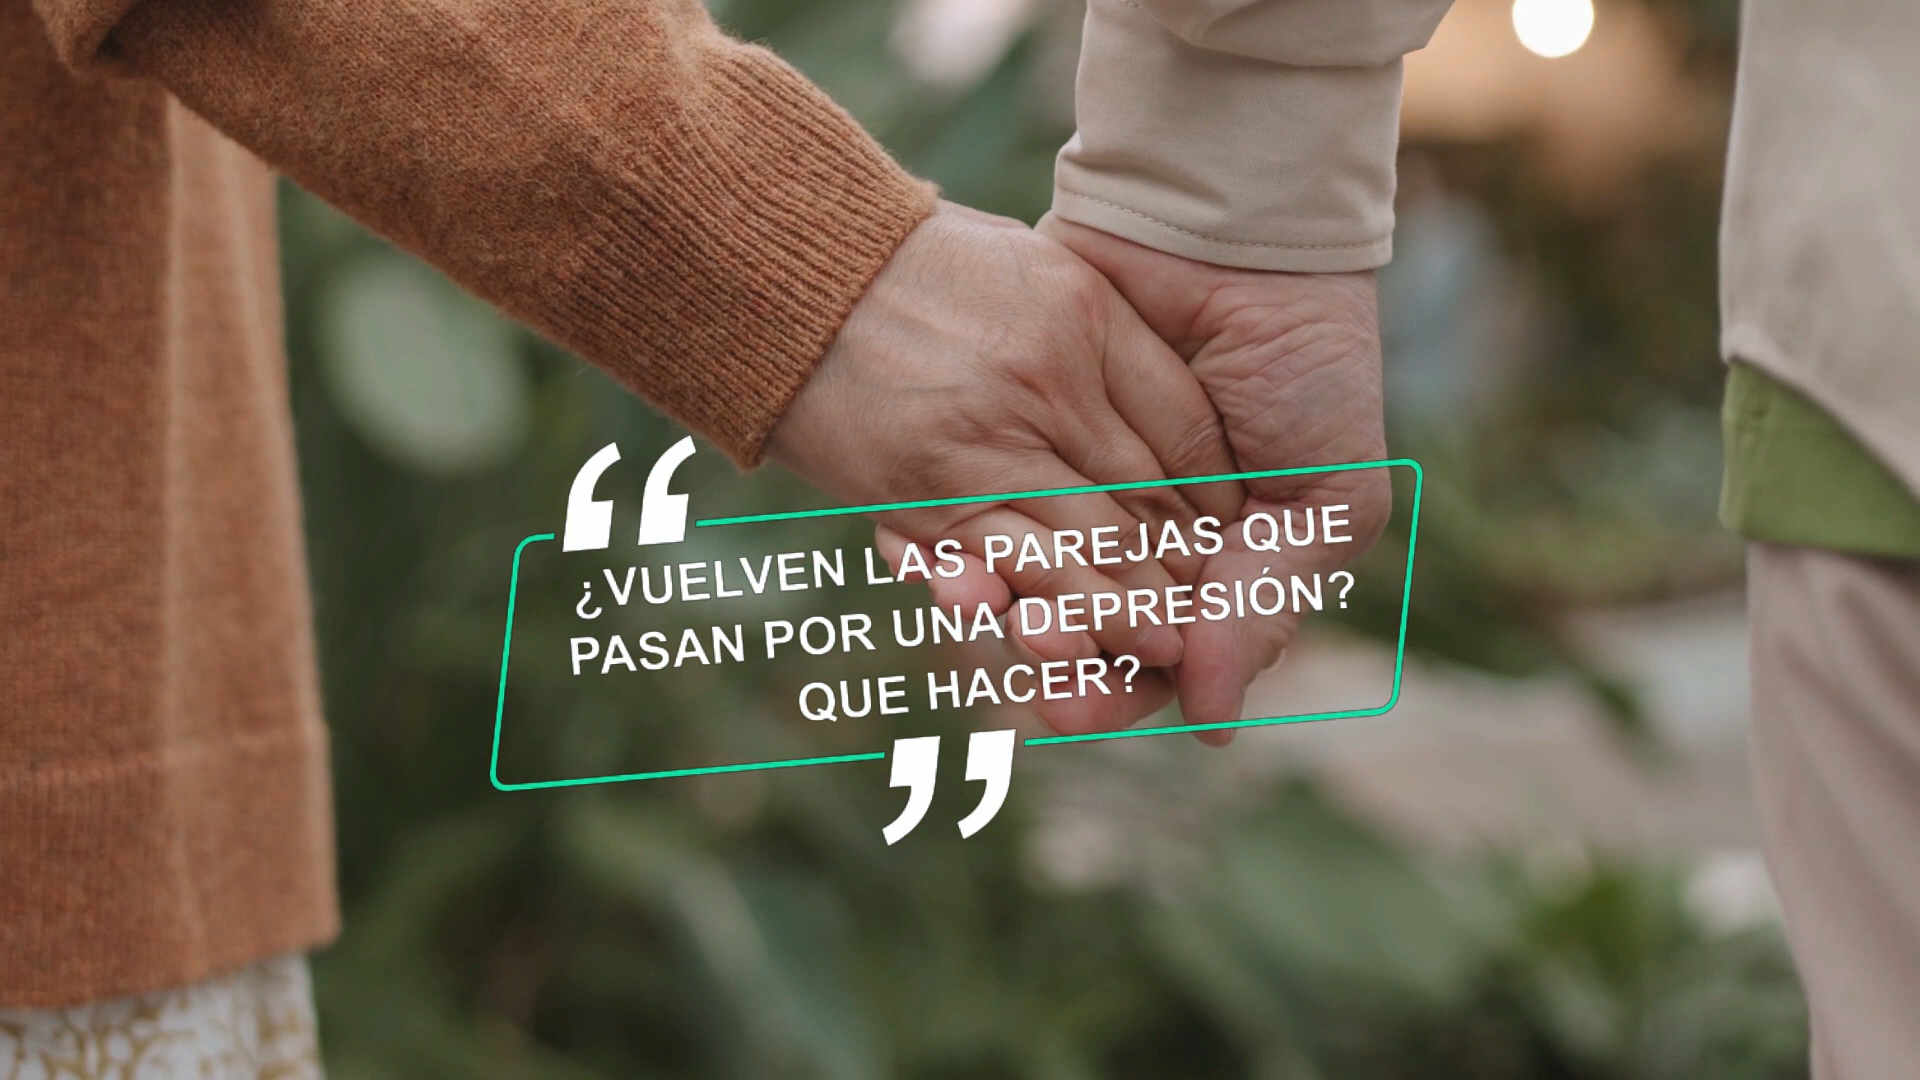 ¿VUELVEN LAS PAREJAS QUE
PASAN POR UNA DEPRESIÓN?
QUE HACER?